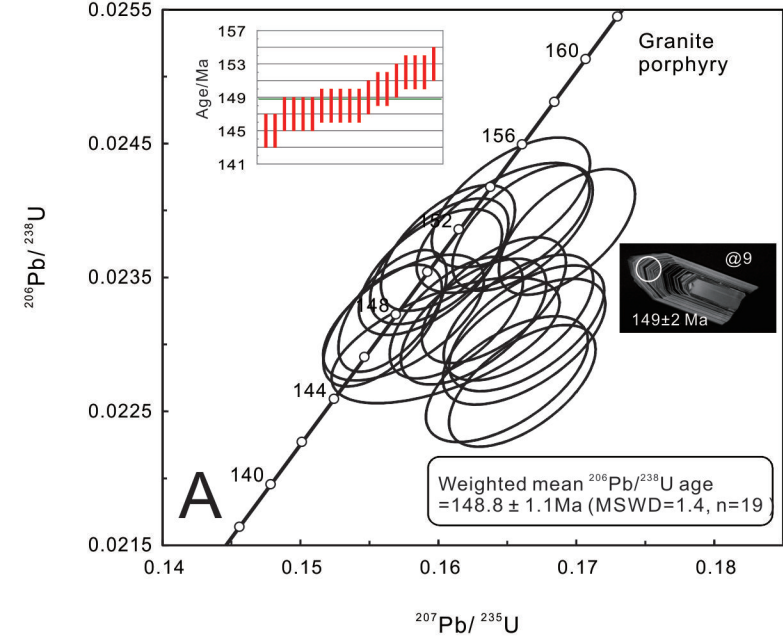 0.0255
0.0245
0.0235
0.0225
0.0215
²⁰⁶Pb/ ²³⁸U
157
153
149
145
141
Age/Ma
160
156
152
148
144
140
Granite
porphyry
@9
149±2 Ma
A
Weighted mean ²⁰⁶Pb/²³⁸U age
=148.8 ± 1.1Ma (MSWD=1.4, n=19 )
0.14
0.15
0.16
0.17
0.18
²⁰⁷Pb/ ²³⁵U